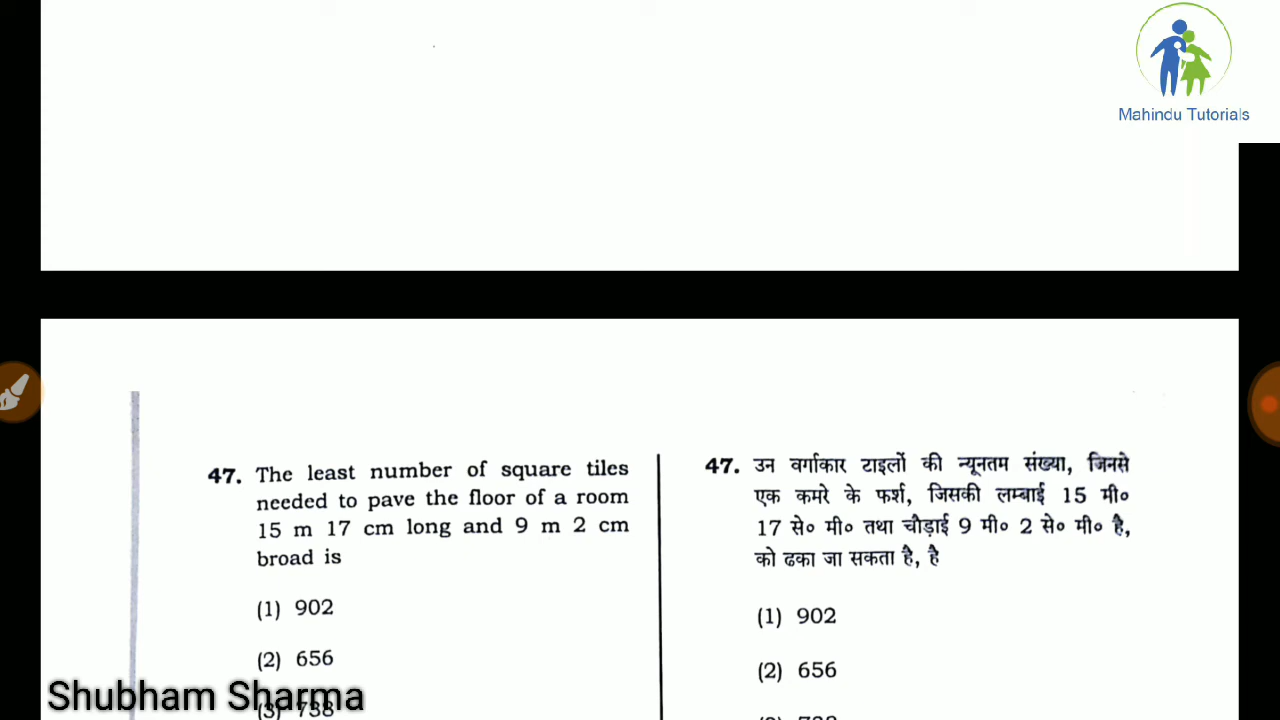 Mahindu Tutorials
47. The least number of square tiles
needed to pave the floor of a room
15 m 17 cm long and 9 m 2 cm
broad is
(1) 902
(2) 656
(3) 738
47. उन वर्गाकार टाइलों की न्यूनतम संख्या, जिनसे
एक कमरे के फर्श, जिसकी लम्बाई 15 मी०
17 से० मी० तथा चौड़ाई 9 मी० 2 से० मी० है,
को ढका जा सकता है, है
(1) 902
(2) 656
Shubham Sharma